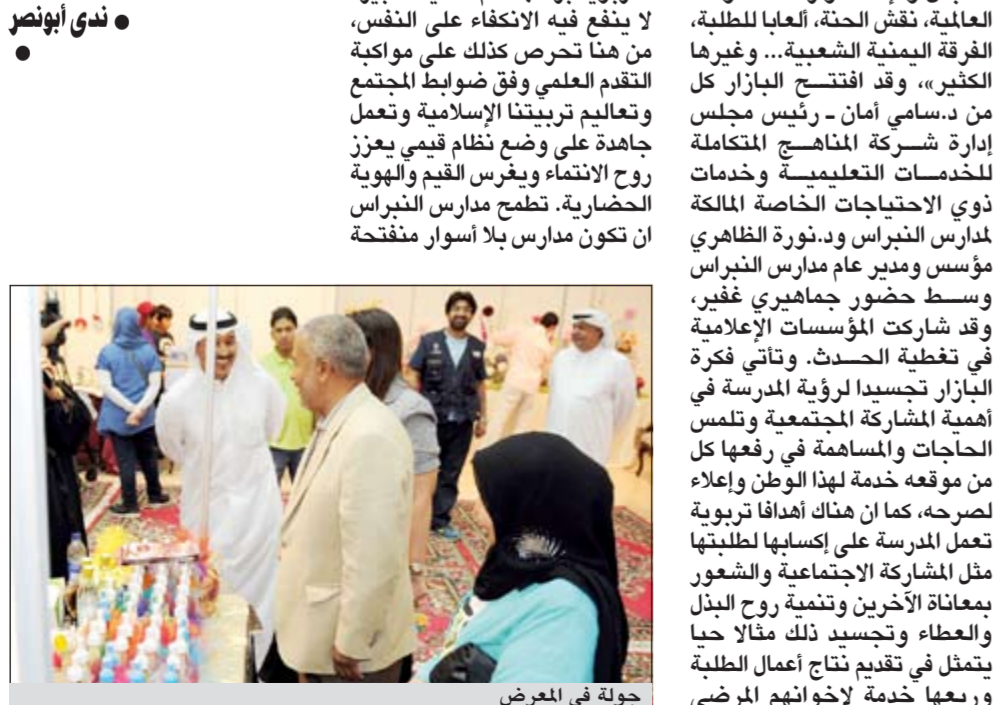 العالمية، نقش الحنة، ألعابا للطلبة،
الفرقة اليمنية الشعبية... وغيرها
الكثير»، وقد افتتح البازار كل
من د.سامي أمان ـ رئيس مجلس
إدارة شركة المناهج المتكاملة
للخدمات التعليمية وخدمات
ذوي الاحتياجات الخاصة المالكة
لمدارس النبراس ود.نورة الظاهري
مؤسس ومدير عام مدارس النبراس
وسط حضور جماهيري غفير،
وقد شاركت المؤسسات الإعلامية
في تغطية الحدث. وتأتي فكرة
البازار تجسيدا لرؤية المدرسة في
أهمية المشاركة المجتمعية وتلمس
الحاجات والمساهمة في رفعها كل
من موقعه خدمة لهذا الوطن وإعلاء
لصرحه، كما ان هناك أهدافا تربوية
تعمل المدرسة على إكسابها لطلبتها
مثل المشاركة الاجتماعية والشعور
بمعاناة الآخرين وتنمية روح البذل
والعطاء وتجسيد ذلك مثالا حيا
يتمثل في تقديم نتاج أعمال الطلبة
وريعها خدمة لإخوانهم المرضى
لا ينفع فيه الانكفاء على النفس،
من هنا تحرص كذلك على مواكبة
التقدم العلمي وفق ضوابط المجتمع
وتعاليم تربيتنا الإسلامية وتعمل
جاهدة على وضع نظام قيمي يعزز
روح الانتماء ويغرس القيم والهوية
الحضارية. تطمح مدارس النبراس
ان تكون مدارس بلا أسوار منفتحة
جولة في المعرض
● ندى أبونصر
●